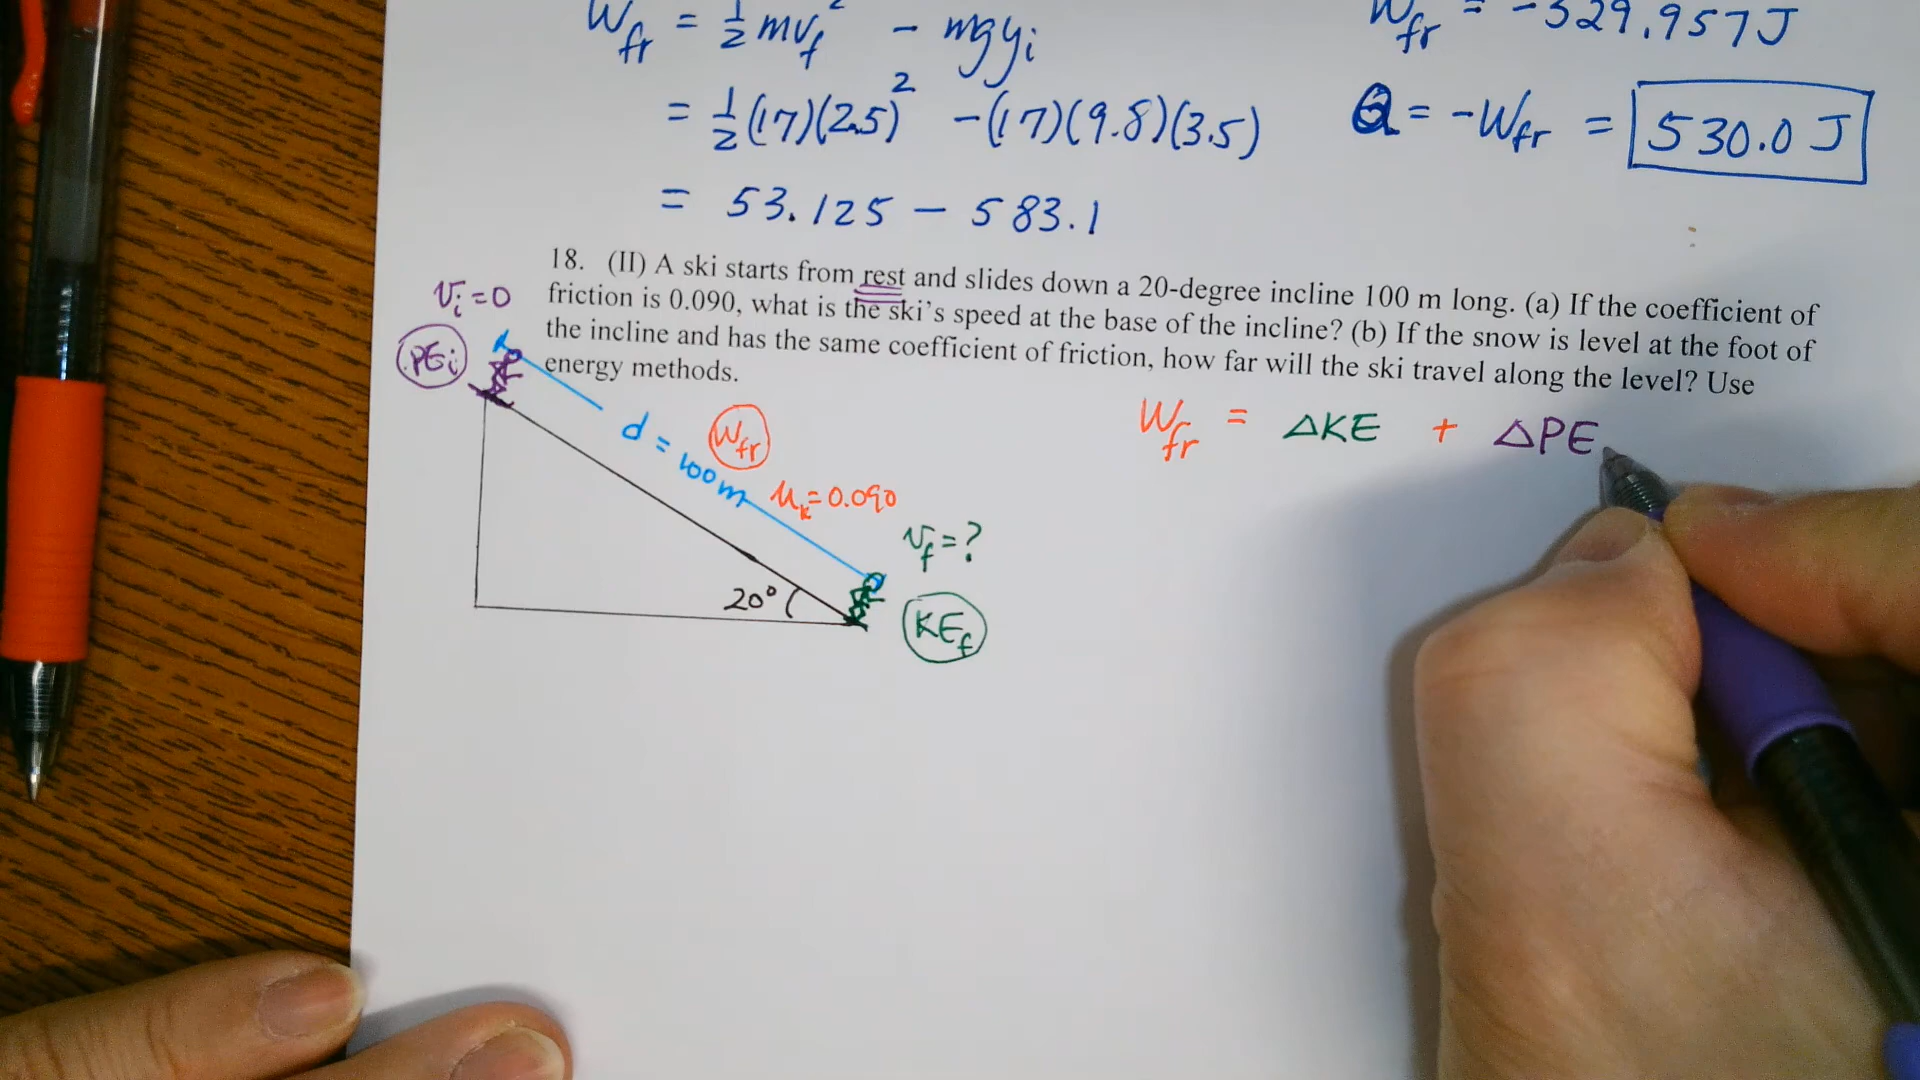 W_fr = ½ mv_f² - mgy_i
= ½(17)(2.5)² - (17)(9.8)(3.5)
= 53.125 - 583.1
W_fr = -529.957J
Q = -W_fr = 530.0 J
18. (II) A ski starts from rest and slides down a 20-degree incline 100 m long. (a) If the coefficient of
friction is 0.090, what is the ski's speed at the base of the incline? (b) If the snow is level at the foot of
the incline and has the same coefficient of friction, how far will the ski travel along the level? Use
energy methods.
v_i = 0
PE_i
d = 100m
W_fr
μ_k = 0.090
v_f = ?
20°
KE_f
W_fr = ΔKE + ΔPE